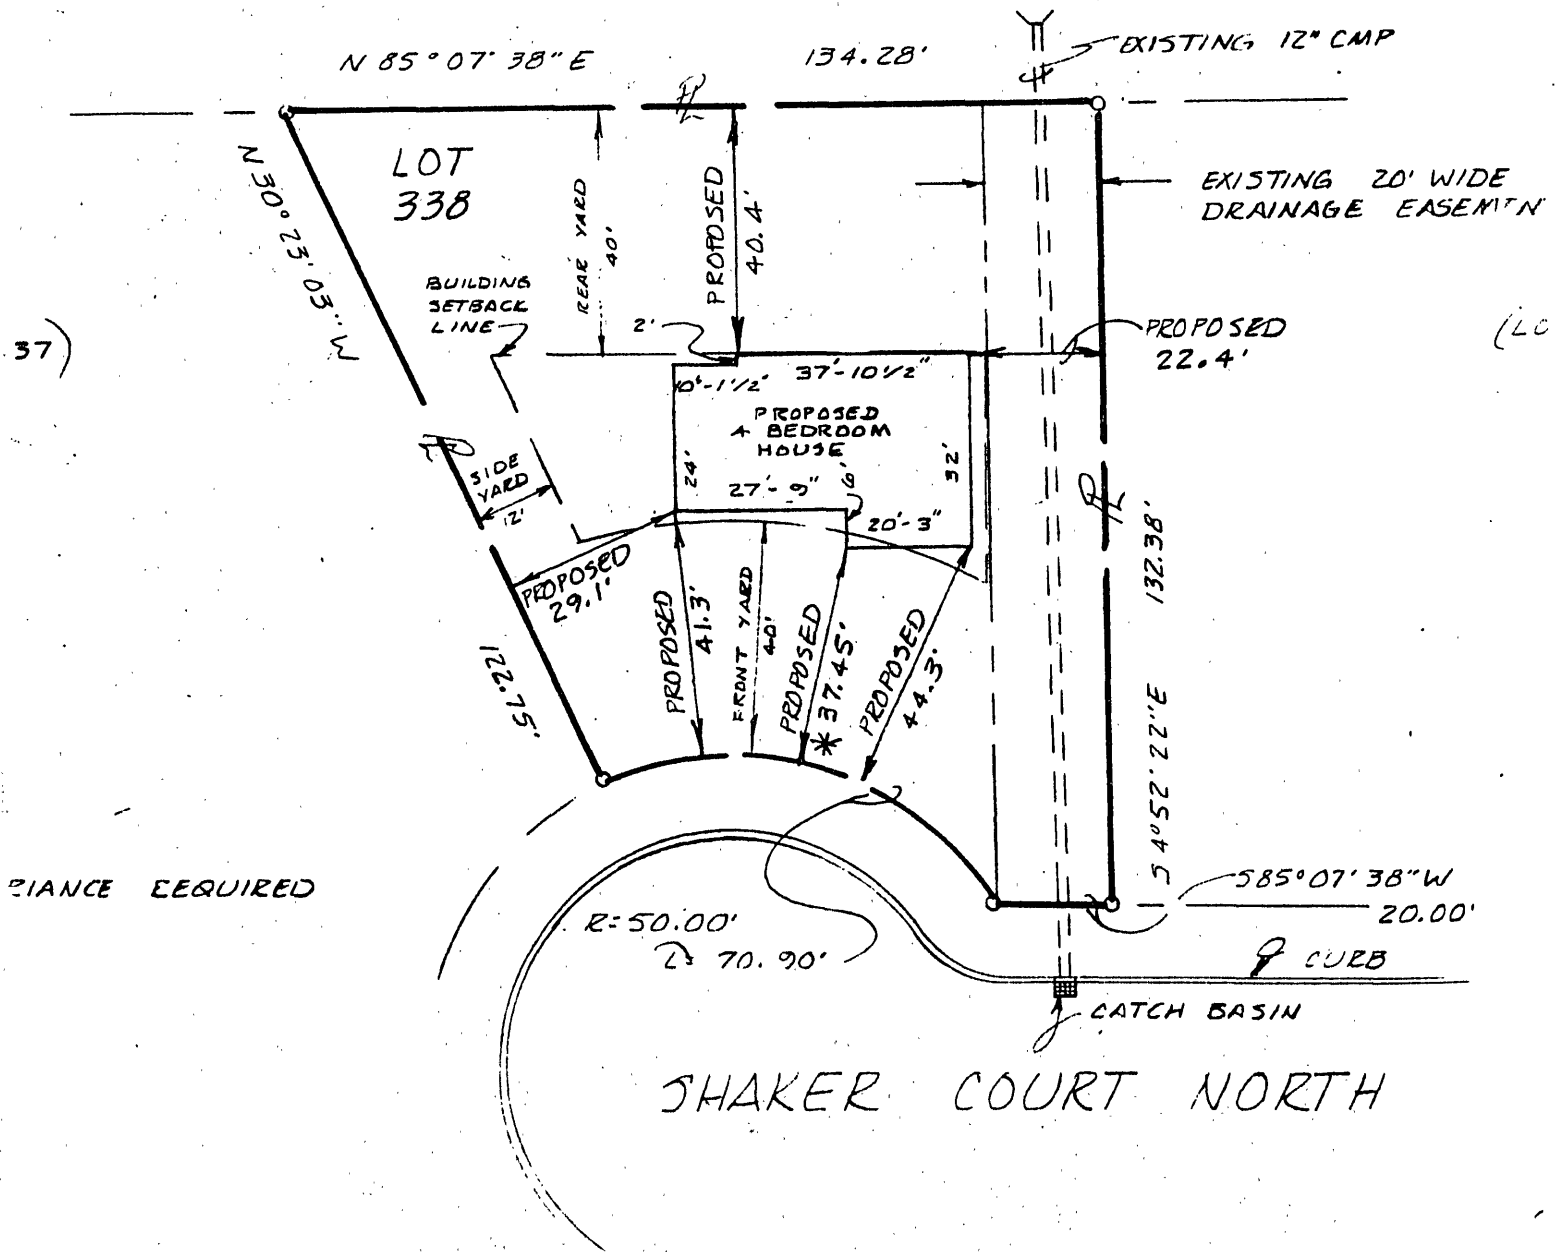 N 85° 07' 38" E 134.28'
EXISTING 12" CMP
PL
LOT
338
N 30° 23' 03" W
REAR YARD
40'
PROPOSED
40.4'
EXISTING 20' WIDE
DRAINAGE
BUILDING
SETBACK
LINE
2'
PROPOSED
22.4'
37)
10'-1 1/2" 37'-10 1/2"
PROPOSED
4 BEDROOM
HOUSE
24'
32'
27'-9"
6'
20'-3"
SIDE
YARD
12'
PL
132.38'
PROPOSED
29.1'
PROPOSED
41.3'
FRONT YARD
40'
PROPOSED
* 37.45'
PROPOSED
44.3'
122.75'
S 4° 52' 22" E
S85° 07' 38" W
20.00'
R=50.00'
L= 70.90'
CURB
CATCH BASIN
SHAKER COURT NORTH